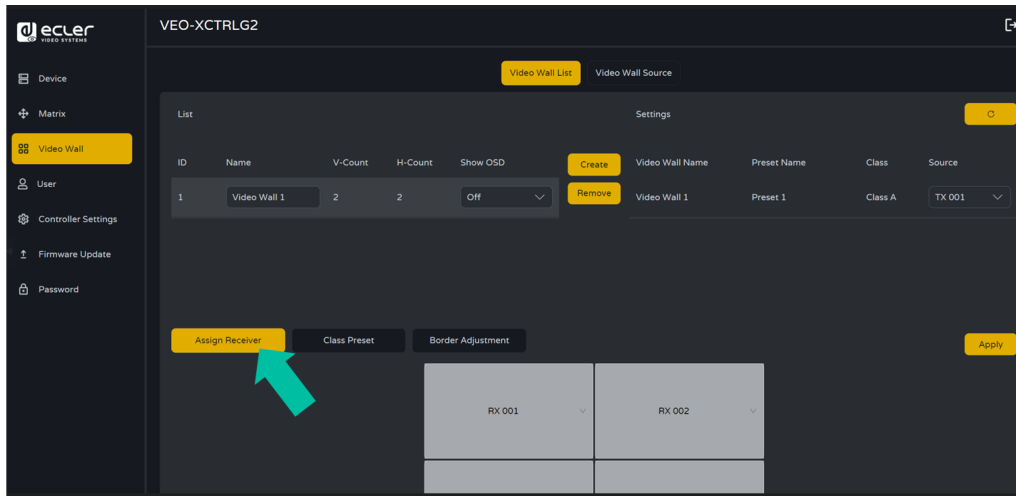 ecler
VIDEO SYSTEMS
VEO-XCTRLG2
Device
Matrix
Video Wall
User
Controller Settings
Firmware Update
Password
Video Wall List
Video Wall Source
List
Settings
ID Name V-Count H-Count Show OSD
Create
Video Wall Name Preset Name Class Source
1 Video Wall 1 2 2 Off
Remove
Video Wall 1 Preset 1 Class A TX 001
Assign Receiver
Class Preset
Border Adjustment
Apply
RX 001
RX 002